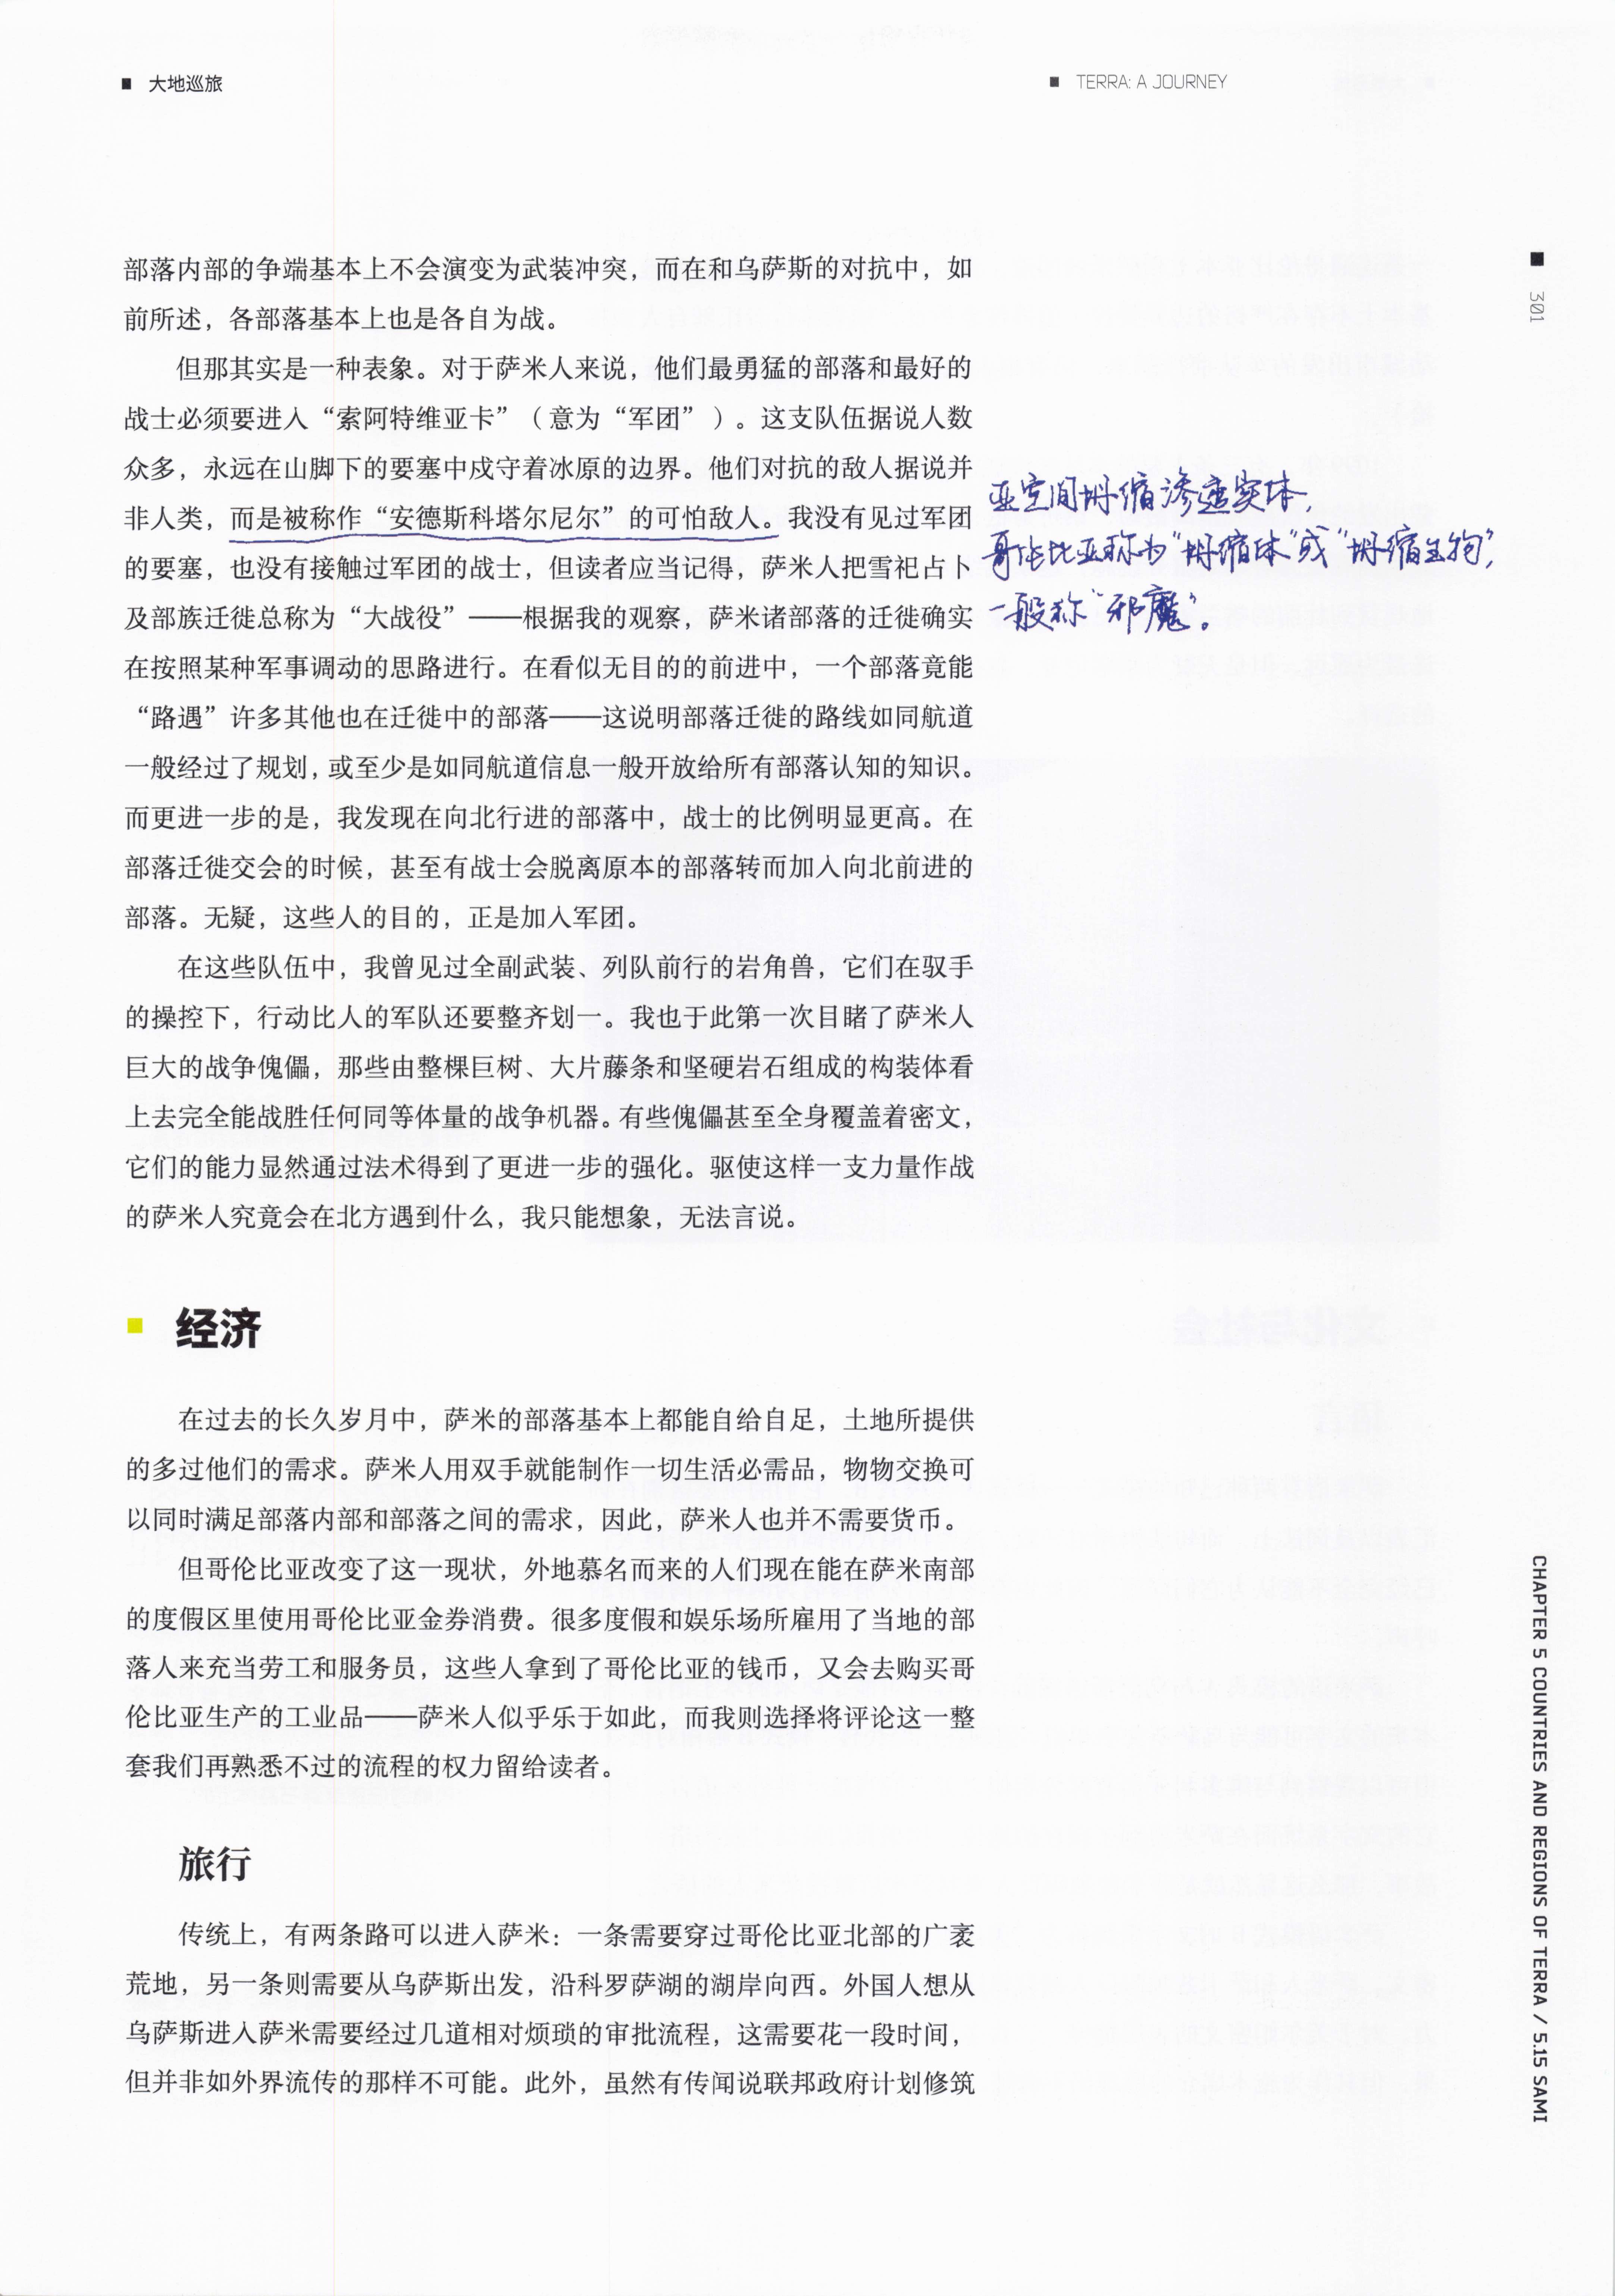 大地巡旅
TERRA: A JOURNEY
301
部落内部的争端基本上不会演变为武装冲突，而在和乌萨斯的对抗中，如
前所述，各部落基本上也是各自为战。
但那其实是一种表象。对于萨米人来说，他们最勇猛的部落和最好的
战士必须要进入“索阿特维亚卡”（意为“军团”）。这支队伍据说人数
众多，永远在山脚下的要塞中戍守着冰原的边界。他们对抗的敌人据说并
非人类，而是被称作“安德斯科塔尔尼尔”的可怕敌人。我没有见过军团
的要塞，也没有接触过军团的战士，但读者应当记得，萨米人把雪祀占卜
及部族迁徙总称为“大战役”——根据我的观察，萨米诸部落的迁徙确实
在按照某种军事调动的思路进行。在看似无目的的前进中，一个部落竟能
“路遇”许多其他也在迁徙中的部落——这说明部落迁徙的路线如同航道
一般经过了规划，或至少是如同航道信息一般开放给所有部落认知的知识。
而更进一步的是，我发现在向北行进的部落中，战士的比例明显更高。在
部落迁徙交会的时候，甚至有战士会脱离原本的部落转而加入向北前进的
部落。无疑，这些人的目的，正是加入军团。
在这些队伍中，我曾见过全副武装、列队前行的岩角兽，它们在驭手
的操控下，行动比人的军队还要整齐划一。我也于此第一次目睹了萨米人
巨大的战争傀儡，那些由整棵巨树、大片藤条和坚硬岩石组成的构装体看
上去完全能战胜任何同等体量的战争机器。有些傀儡甚至全身覆盖着密文，
它们的能力显然通过法术得到了更进一步的强化。驱使这样一支力量作战
的萨米人究竟会在北方遇到什么，我只能想象，无法言说。
亚空间坍缩渗透实体，
哥伦比亚称为“坍缩体”或“坍缩生物”，
一般称“邪魔”。
经济
在过去的长久岁月中，萨米的部落基本上都能自给自足，土地所提供
的多过他们的需求。萨米人用双手就能制作一切生活必需品，物物交换可
以同时满足部落内部和部落之间的需求，因此，萨米人也并不需要货币。
但哥伦比亚改变了这一现状，外地慕名而来的人们现在能在萨米南部
的度假区里使用哥伦比亚金券消费。很多度假和娱乐场所雇用了当地的部
落人来充当劳工和服务员，这些人拿到了哥伦比亚的钱币，又会去购买哥
伦比亚生产的工业品——萨米人似乎乐于如此，而我则选择将评论这一整
套我们再熟悉不过的流程的权力留给读者。
旅行
传统上，有两条路可以进入萨米：一条需要穿过哥伦比亚北部的广袤
荒地，另一条则需要从乌萨斯出发，沿科罗萨湖的湖岸向西。外国人想从
乌萨斯进入萨米需要经过几道相对烦琐的审批流程，这需要花一段时间，
但并非如外界流传的那样不可能。此外，虽然有传闻说联邦政府计划修筑
CHAPTER 5 COUNTRIES AND REGIONS OF TERRA / 5.15 SAMI